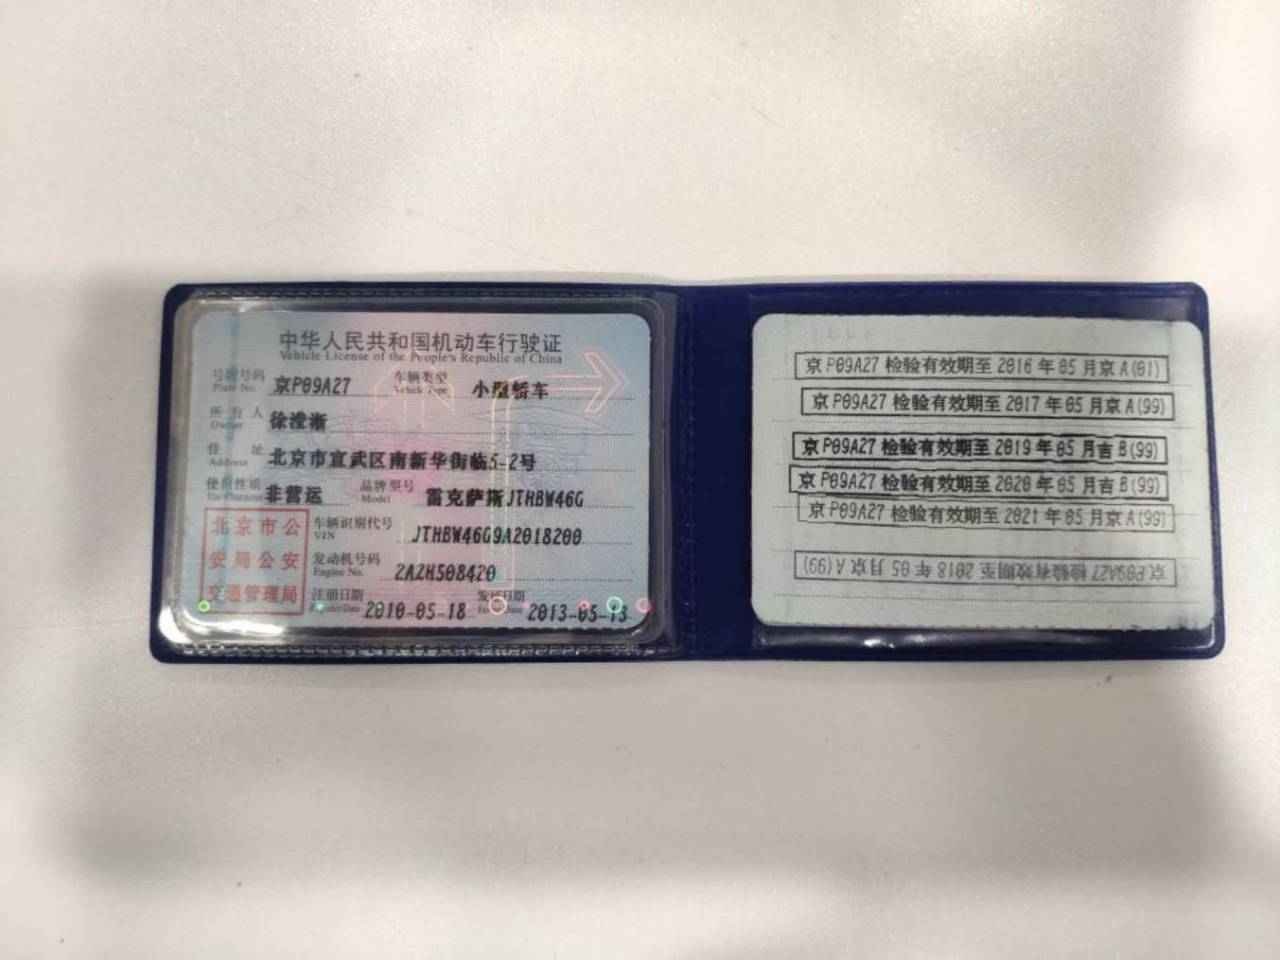 中华人民共和国机动车行驶证
Vehicle License of the People's Republic of China
号牌号码 京P09A27 车辆类型 小型轿车
Plate No. Vehicle Type
所有人 徐澄淅
Owner
住址 北京市宣武区南新华街临5-2号
Address
使用性质 非营运 品牌型号 雷克萨斯JTHBW46G
Use Character Model
北京市公
安局公安
交通管理局
车辆识别代号 JTHBW46G9A2018200
VIN
发动机号码 2AZH508420
Engine No.
注册日期 2010-05-18 发证日期 2013-05-13
Register Date Issue Date
京P09A27 检验有效期至 2016 年 05 月京 A(01)
京P09A27 检验有效期至 2017 年 05 月京 A(99)
京P09A27 检验有效期至 2019 年 05 月吉 B(99)
京P09A27 检验有效期至 2020 年 05 月吉 B(99)
京P09A27 检验有效期至 2021 年 05 月京 A(99)
京P09A27 检验有效期至 2018 年 05 月京 A(99)